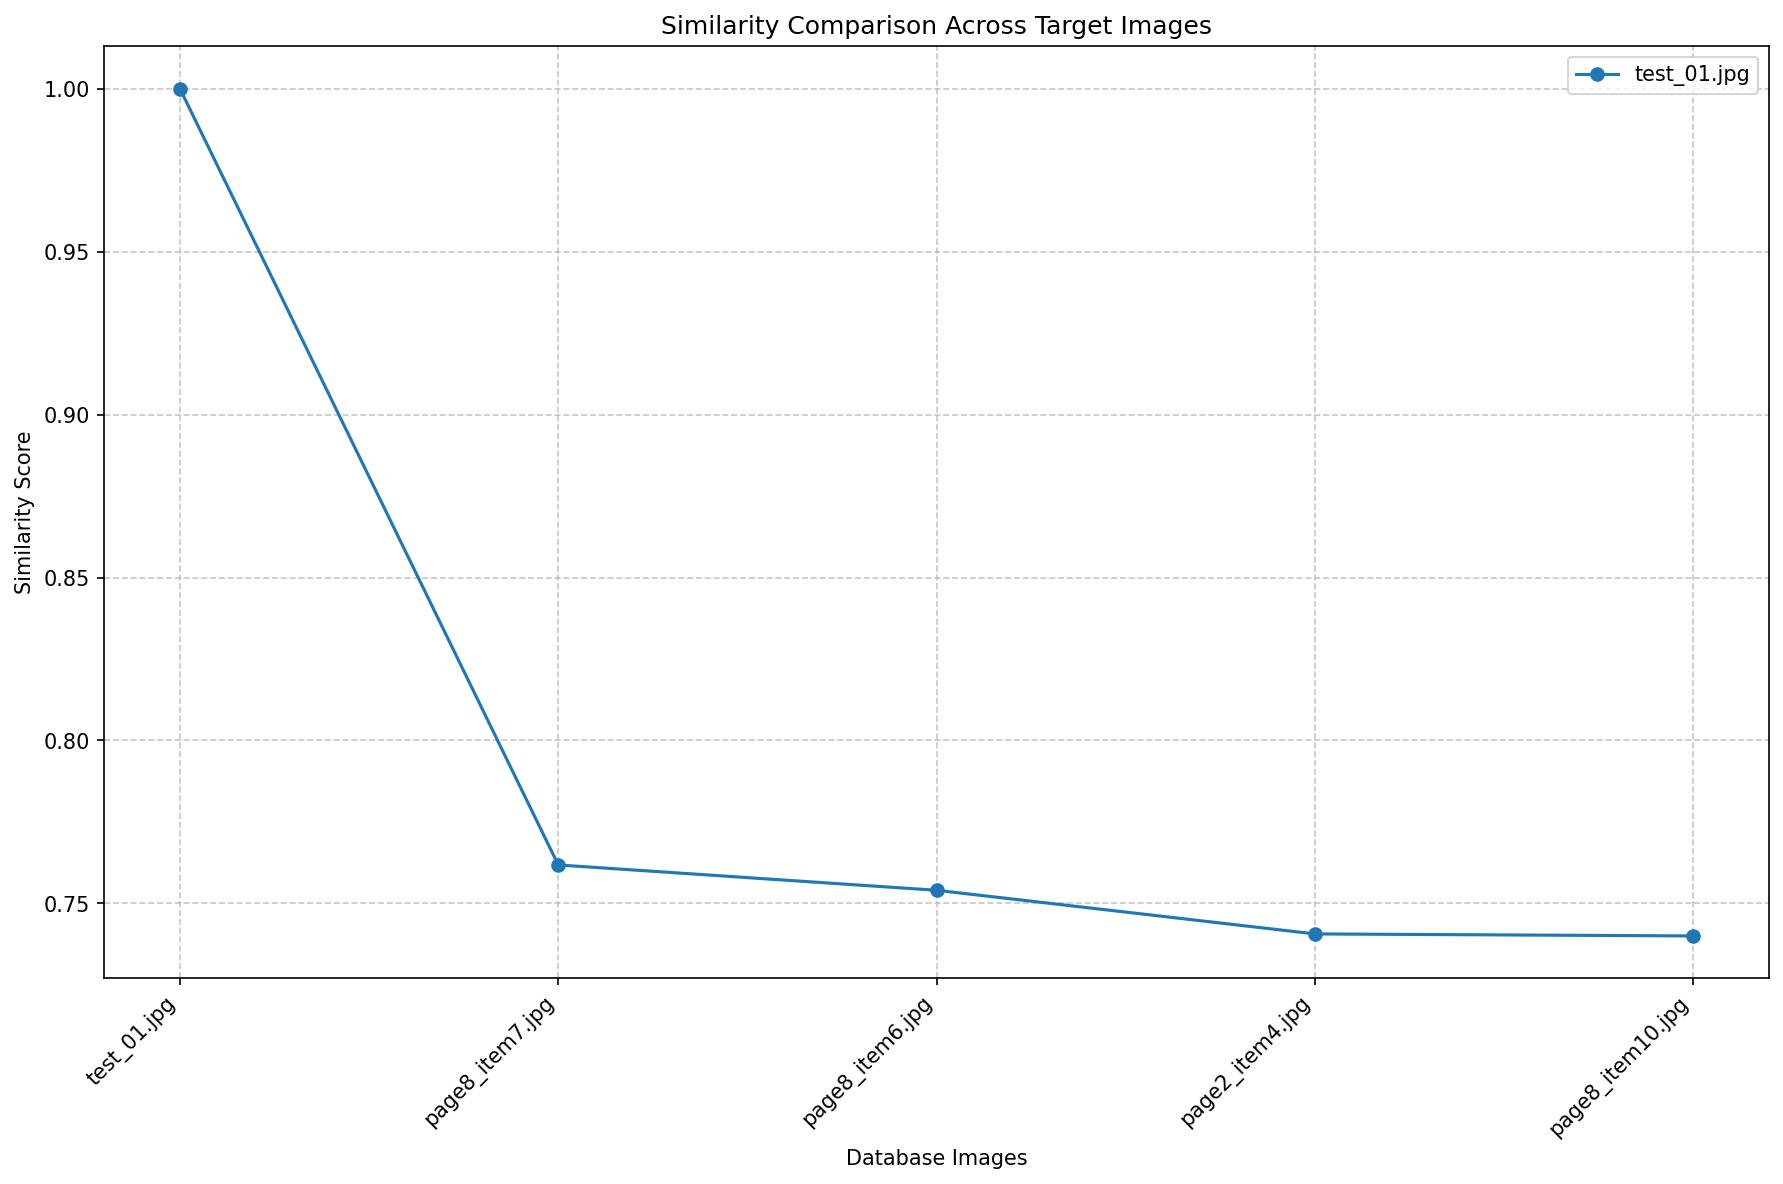 Similarity Comparison Across Target Images
test_01.jpg
1.00
0.95
0.90
0.85
0.80
0.75
Similarity Score
test_01.jpg
page8_item7.jpg
page8_item6.jpg
page2_item4.jpg
page8_item10.jpg
Database Images